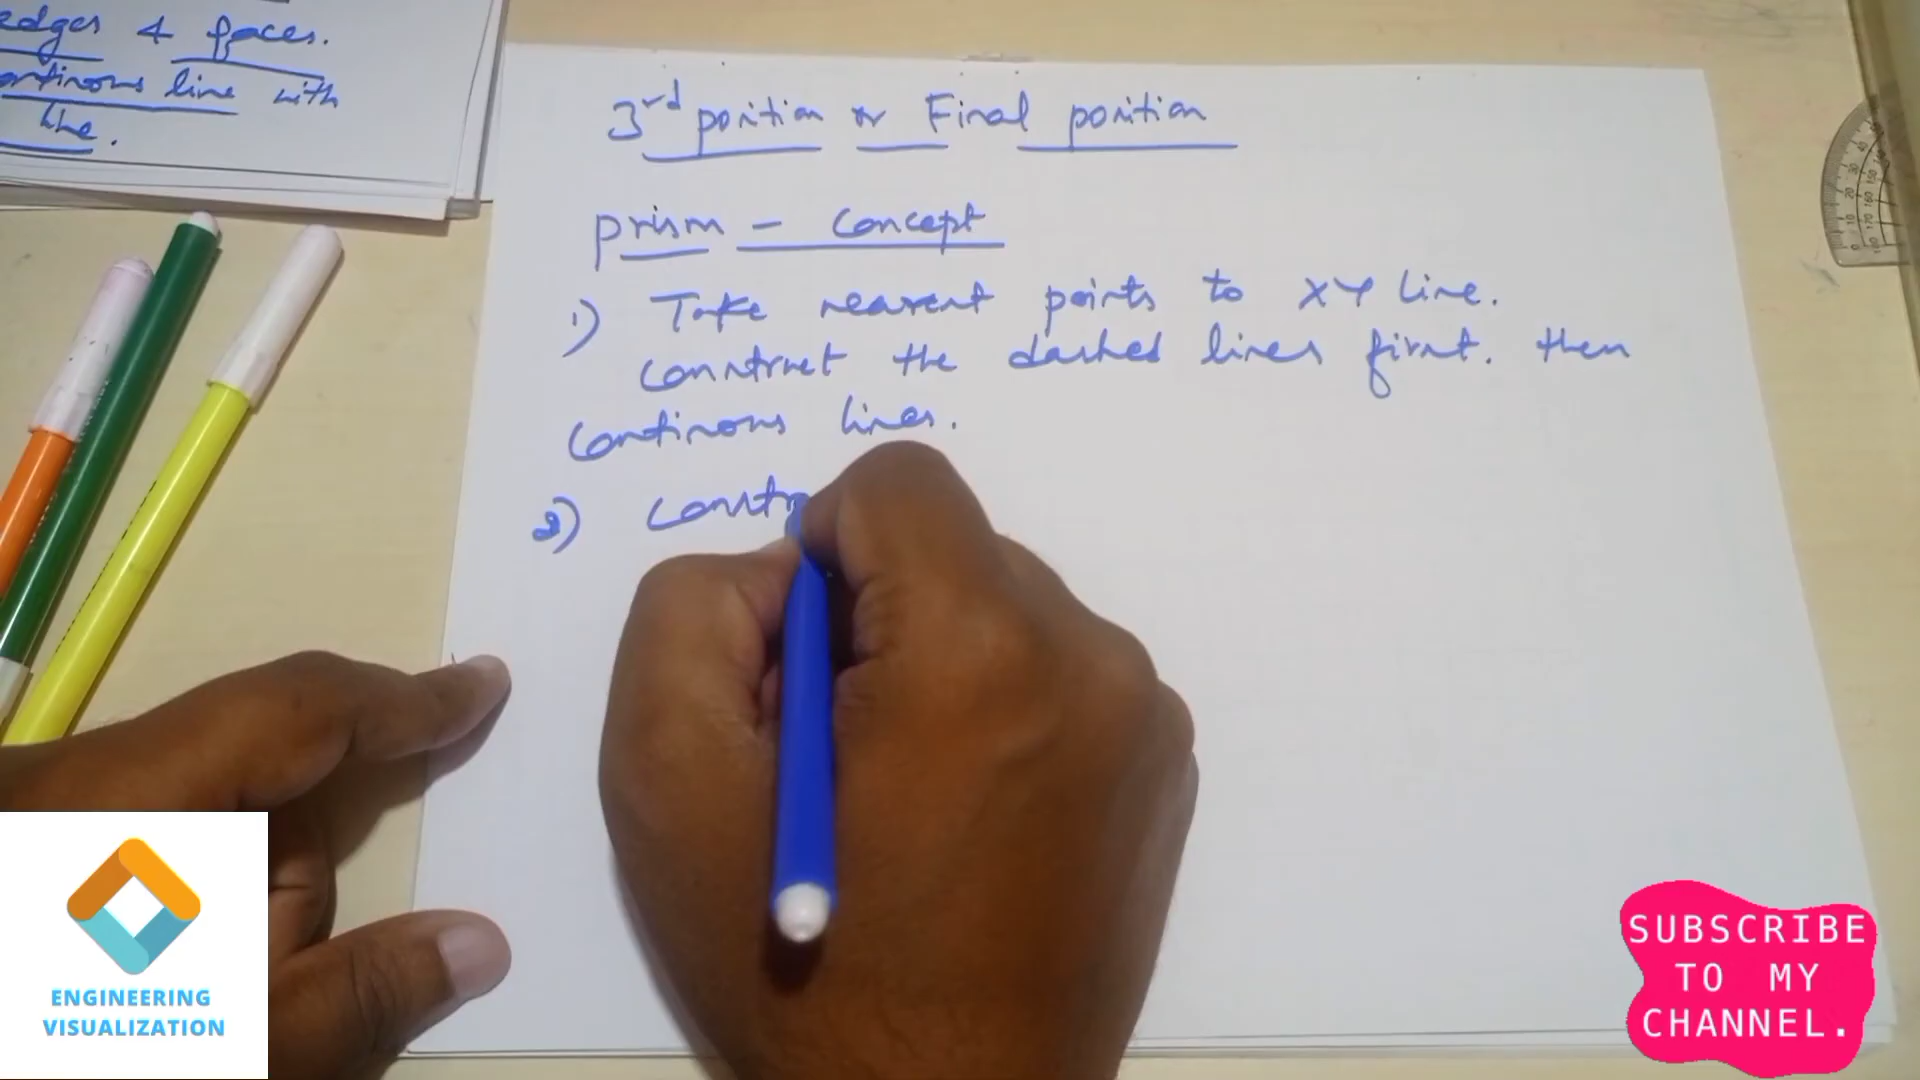 edges & faces.
continous line with
line.
3rd position or Final position
prism - concept
1) Take nearest points to XY line.
construct the dashed lines first. then
continous lines.
2) constr
ENGINEERING
VISUALIZATION
SUBSCRIBE
TO MY
CHANNEL.